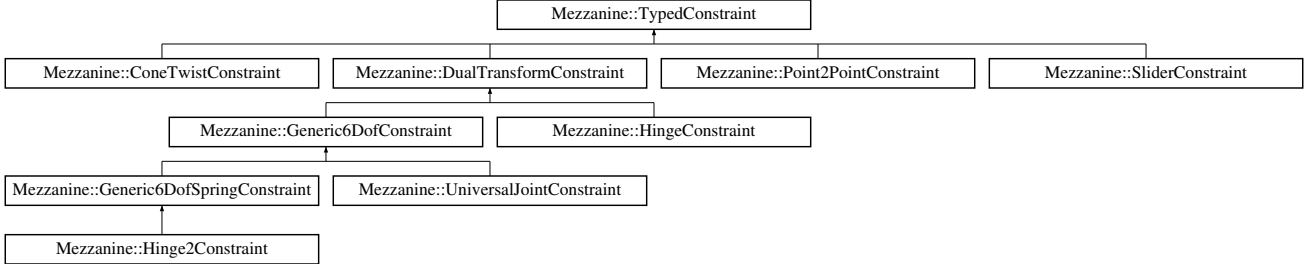 Mezzanine::TypedConstraint
Mezzanine::ConeTwistConstraint
Mezzanine::DualTransformConstraint
Mezzanine::Point2PointConstraint
Mezzanine::SliderConstraint
Mezzanine::Generic6DofConstraint
Mezzanine::HingeConstraint
Mezzanine::Generic6DofSpringConstraint
Mezzanine::UniversalJointConstraint
Mezzanine::Hinge2Constraint